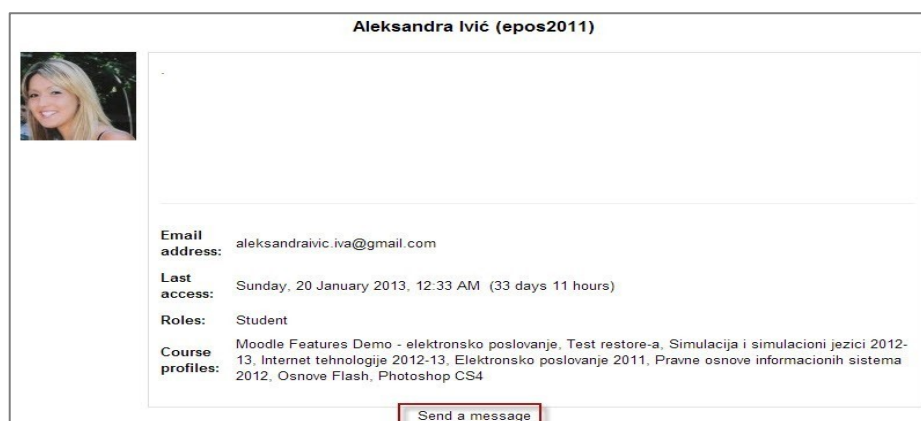 Aleksandra Ivić (epos2011)
.
Email address: aleksandraivic.iva@gmail.com
Last access: Sunday, 20 January 2013, 12:33 AM (33 days 11 hours)
Roles: Student
Course profiles: Moodle Features Demo - elektronsko poslovanje, Test restore-a, Simulacija i simulacioni jezici 2012-
13, Internet tehnologije 2012-13, Elektronsko poslovanje 2011, Pravne osnove informacionih sistema
2012, Osnove Flash, Photoshop CS4
Send a message